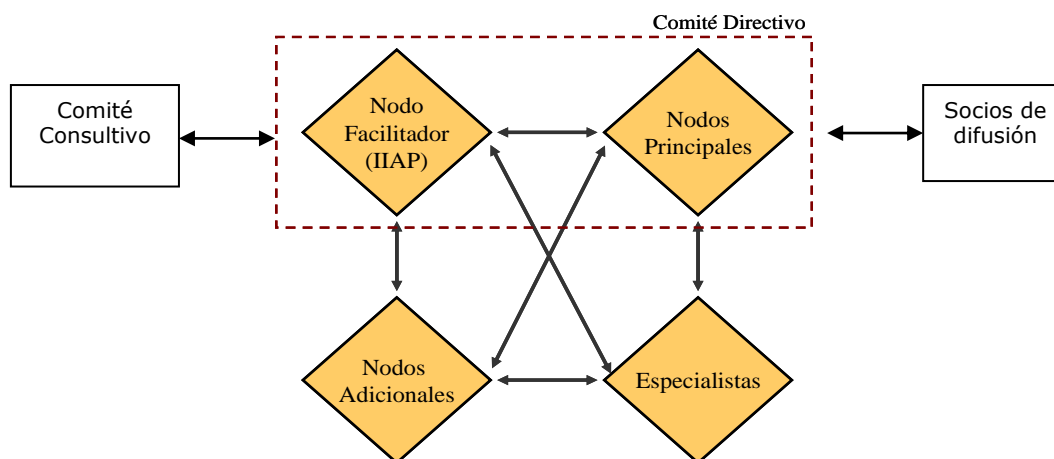 Comité Directivo
Comité
Consultivo
Nodo
Facilitador
(IIAP)
Nodos
Principales
Socios de
difusión
Nodos
Adicionales
Especialistas